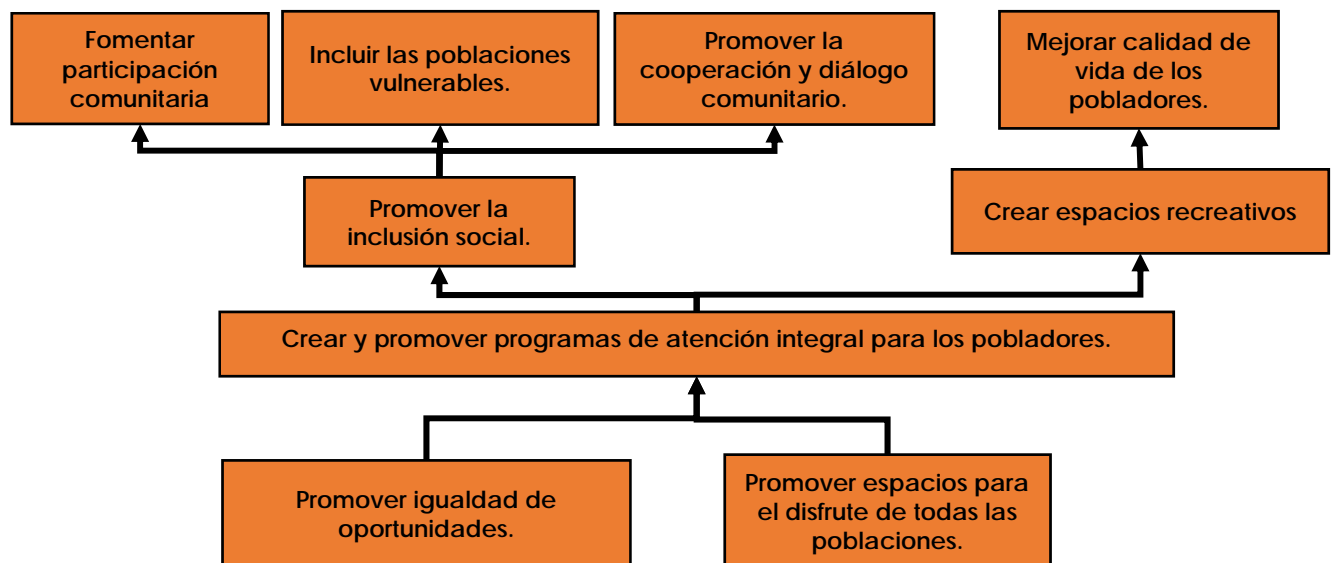 Fomentar
participación
comunitaria
Incluir las poblaciones
vulnerables.
Promover la
cooperación y diálogo
comunitario.
Mejorar calidad de
vida de los
pobladores.
Promover la
inclusión social.
Crear espacios recreativos
Crear y promover programas de atención integral para los pobladores.
Promover igualdad de
oportunidades.
Promover espacios para
el disfrute de todas las
poblaciones.